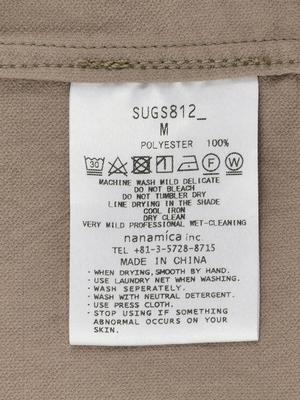 SUGS812_
M
POLYESTER 100%
30 F W
MACHINE WASH MILD DELICATE
DO NOT BLEACH
DO NOT TUMBLER DRY
LINE DRYING IN THE SHADE
COOL IRON
DRY CLEAN
VERY MILD PROFESSIONAL WET-CLEANING
nanamica inc.
TEL +81-3-5728-8715
MADE IN CHINA
・WHEN DRYING, SMOOTH BY HAND.
・USE LAUNDRY NET WHEN WASHING.
・WASH SEPERATELY.
・WASH WITH NEUTRAL DETERGENT.
・USE PRESS CLOTH.
・STOP USING IF SOMETHING
ABNORMAL OCCURS ON YOUR
SKIN.